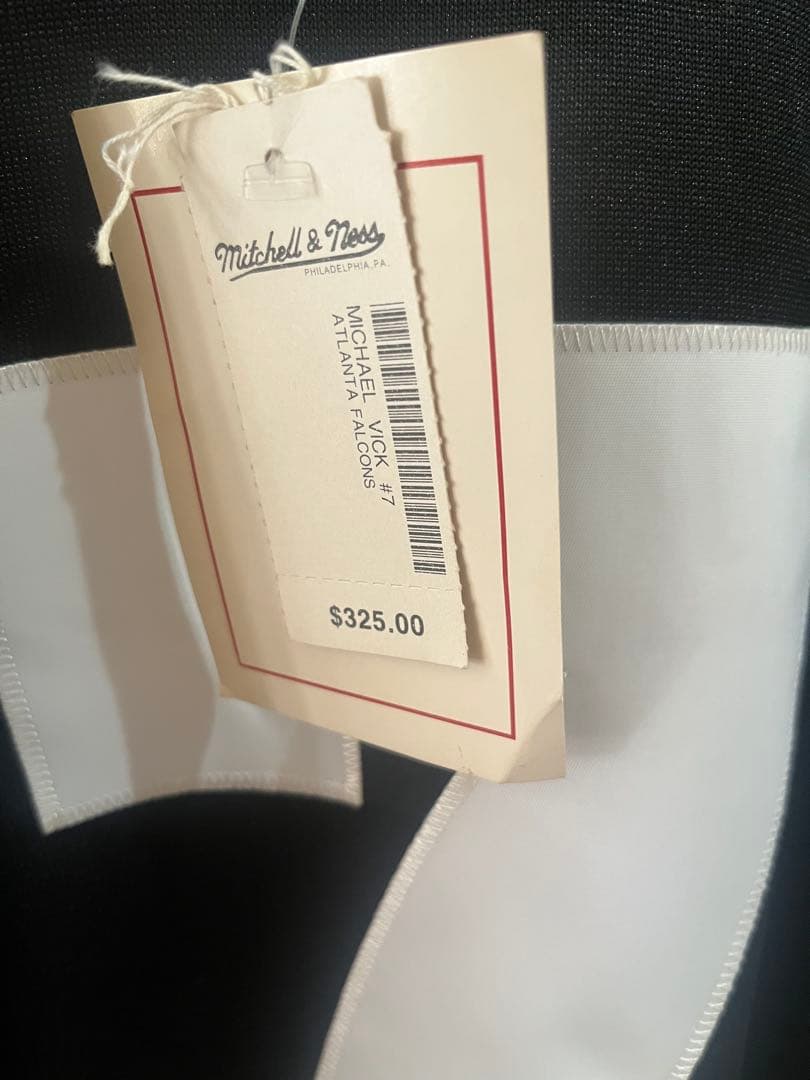 Mitchell & Ness
PHILADELPHIA, PA.
MICHAEL VICK #7
ATLANTA FALCONS
$325.00